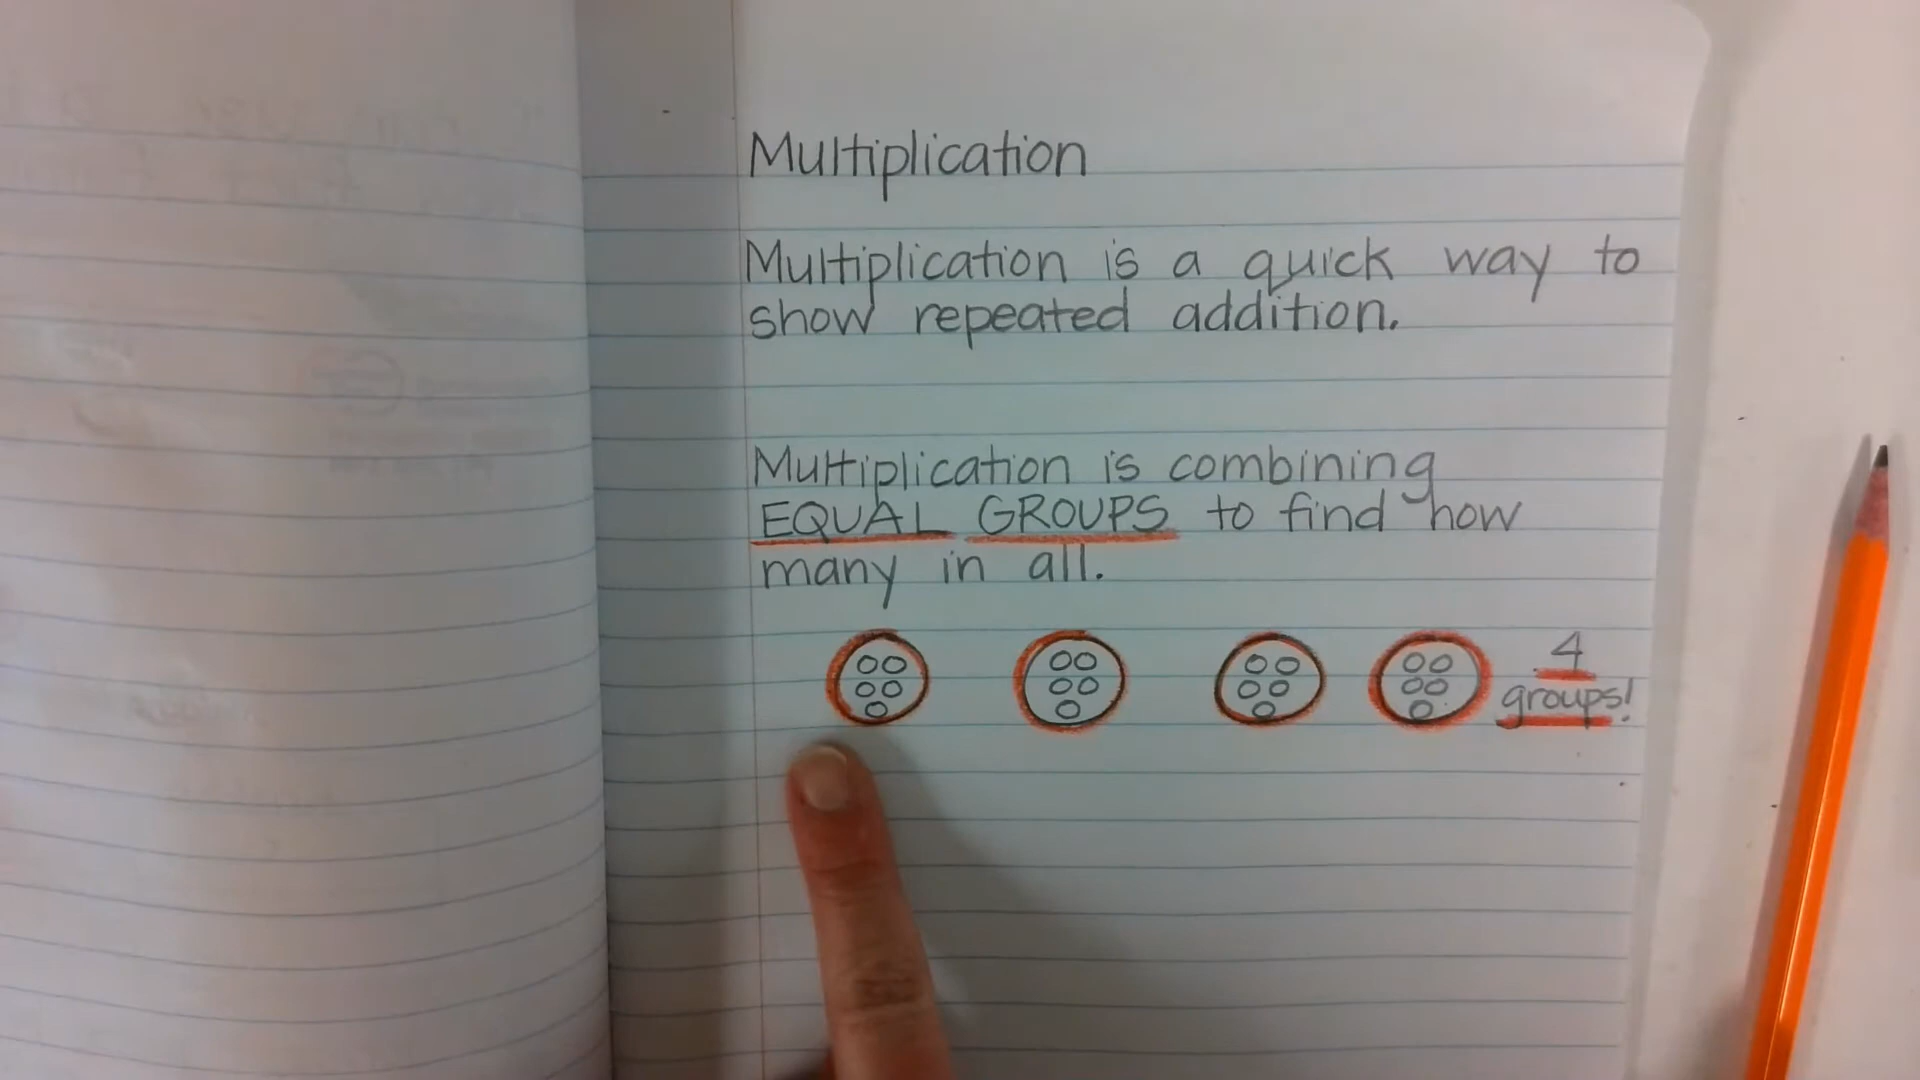 Multiplication
Multiplication is a quick way to
show repeated addition.
Multiplication is combining
EQUAL GROUPS to find how
many in all.
4
groups!